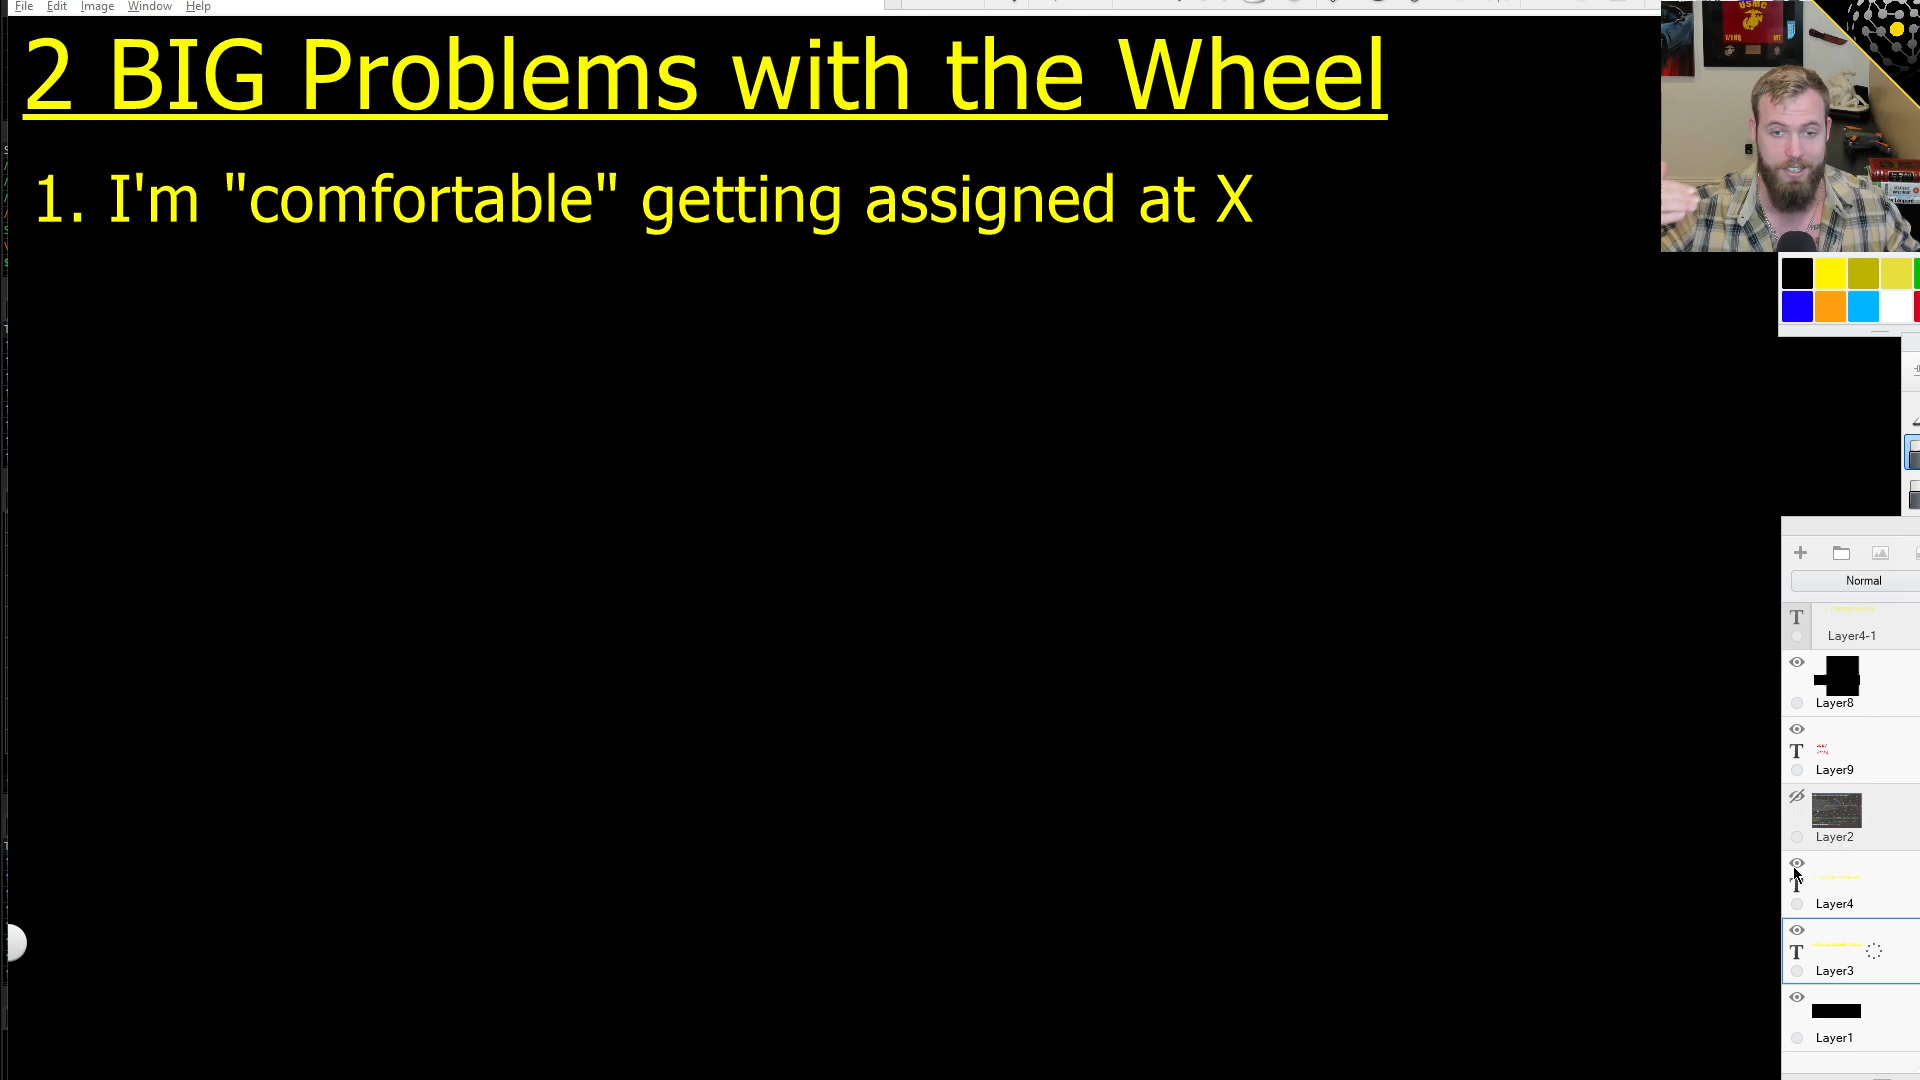 File Edit Image Window Help
2 BIG Problems with the Wheel
USMC
1. I'm "comfortable" getting assigned at X
Normal
T
Layer4-1
Layer8
T
Layer9
Layer2
T
Layer4
T
Layer3
Layer1